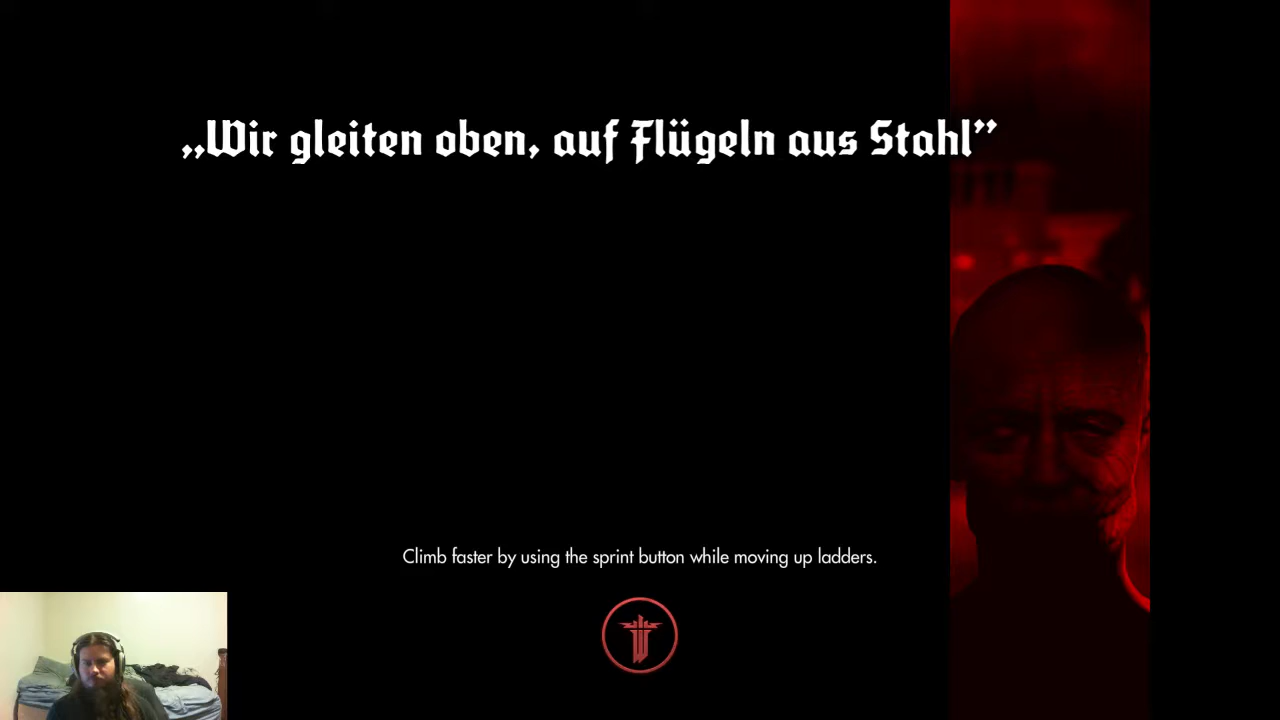 „Wir gleiten oben, auf Flügeln aus Stahl”
Climb faster by using the sprint button while moving up ladders.